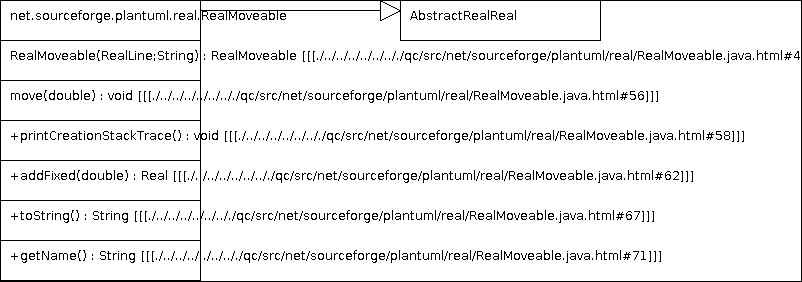 net.sourceforge.plantuml.real.RealMoveable
AbstractRealReal
RealMoveable(RealLine;String) : RealMoveable [[[./../../../../../../../qc/src/net/sourceforge/plantuml/real/RealMoveable.java.html#4
move(double) : void [[[./../../../../../../../qc/src/net/sourceforge/plantuml/real/RealMoveable.java.html#56]]]
+printCreationStackTrace() : void [[[./../../../../../../../qc/src/net/sourceforge/plantuml/real/RealMoveable.java.html#58]]]
+addFixed(double) : Real [[[./../../../../../../../qc/src/net/sourceforge/plantuml/real/RealMoveable.java.html#62]]]
+toString() : String [[[./../../../../../../../qc/src/net/sourceforge/plantuml/real/RealMoveable.java.html#67]]]
+getName() : String [[[./../../../../../../../qc/src/net/sourceforge/plantuml/real/RealMoveable.java.html#71]]]